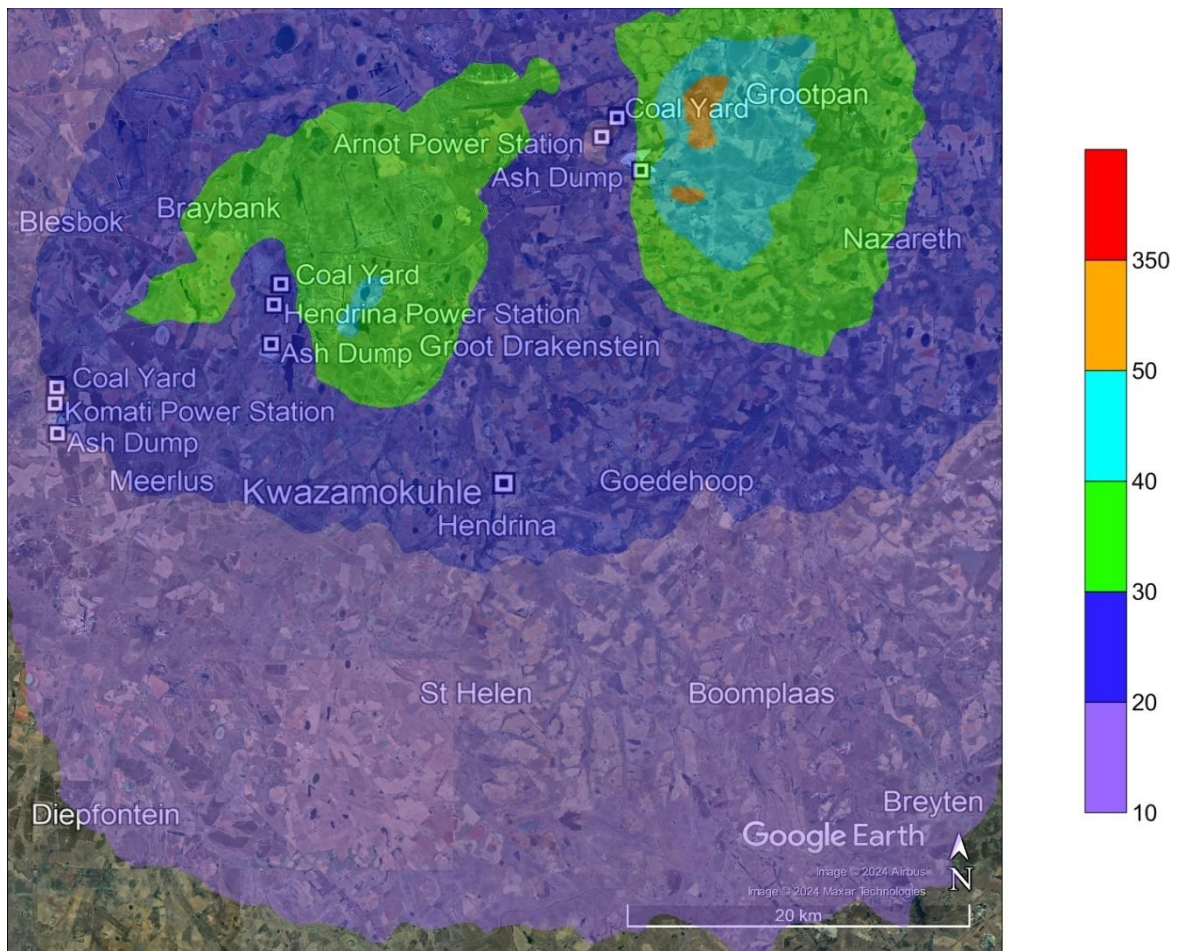 Coal Yard
Grootpan
Arnot Power Station
Ash Dump
Blesbok
Braybank
Nazareth
Coal Yard
Hendrina Power Station
Ash Dump
Groot Drakenstein
Coal Yard
Komati Power Station
Ash Dump
Meerlus
Kwazamokuhle
Goedehoop
Hendrina
St Helen
Boomplaas
Diepfontein
Breyten
Google Earth
Image © 2024 Airbus
Image © 2024 Maxar Technologies
N
20 km
350
50
40
30
20
10